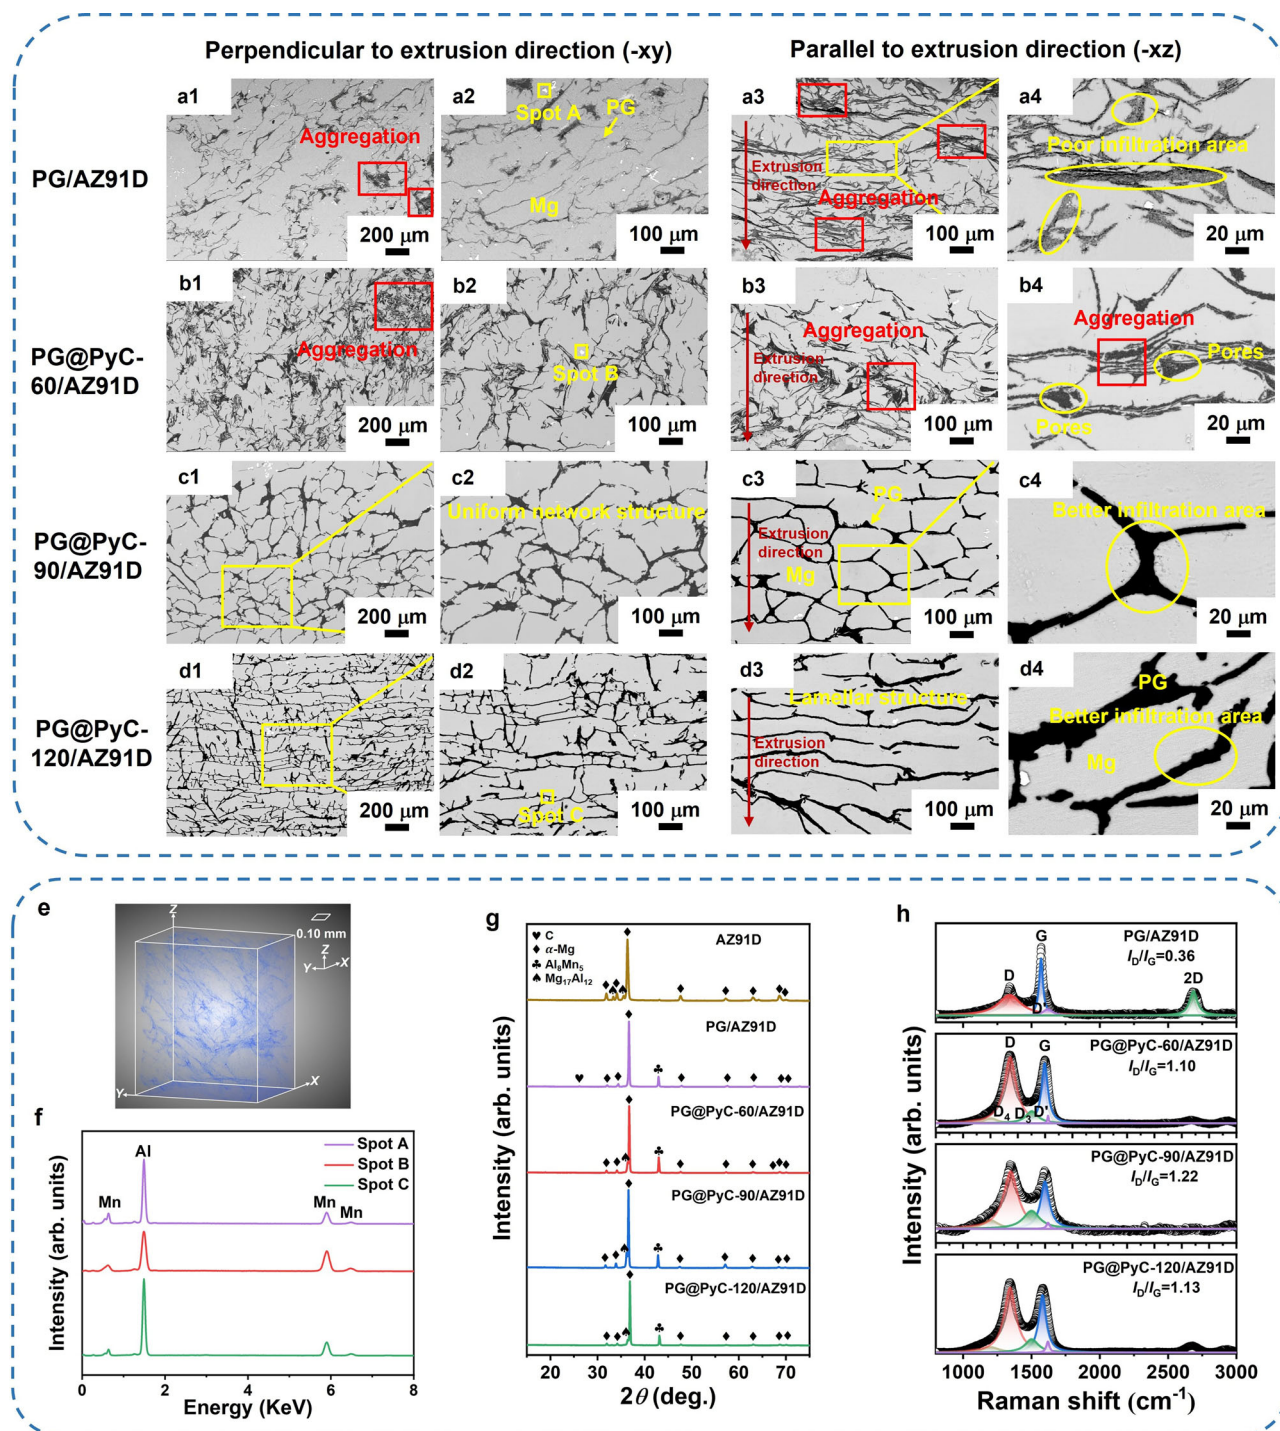 Perpendicular to extrusion direction (-xy)
Parallel to extrusion direction (-xz)
PG/AZ91D
a1
Aggregation
200 μm
a2
Spot A
PG
Mg
100 μm
a3
Extrusion
direction
Aggregation
100 μm
a4
Poor infiltration area
20 μm
PG@PyC-
60/AZ91D
b1
Aggregation
200 μm
b2
Spot B
100 μm
b3
Aggregation
Extrusion
direction
100 μm
b4
Aggregation
Pores
Pores
20 μm
PG@PyC-
90/AZ91D
c1
200 μm
c2
Uniform network structure
100 μm
c3
PG
Extrusion
direction
Mg
100 μm
c4
Better infiltration area
20 μm
PG@PyC-
120/AZ91D
d1
200 μm
d2
Spot C
100 μm
d3
Lamellar structure
Extrusion
direction
100 μm
d4
PG
Better infiltration area
Mg
20 μm
e
Z
0.10 mm
Z
Y X
Y X
f
Spot A
Spot B
Spot C
Al
Mn
Mn
Mn
Intensity (arb. units)
0 2 4 6 8
Energy (KeV)
g
♥ C
♦ α-Mg
♣ Al8Mn5
♠ Mg17Al12
AZ91D
PG/AZ91D
PG@PyC-60/AZ91D
PG@PyC-90/AZ91D
PG@PyC-120/AZ91D
Intensity (arb. units)
20 30 40 50 60 70
2θ (deg.)
h
PG/AZ91D
ID/IG=0.36
D
G
D'
2D
PG@PyC-60/AZ91D
ID/IG=1.10
D
G
D4 D3 D'
PG@PyC-90/AZ91D
ID/IG=1.22
PG@PyC-120/AZ91D
ID/IG=1.13
Intensity (arb. units)
1000 1500 2000 2500 3000
Raman shift (cm-1)